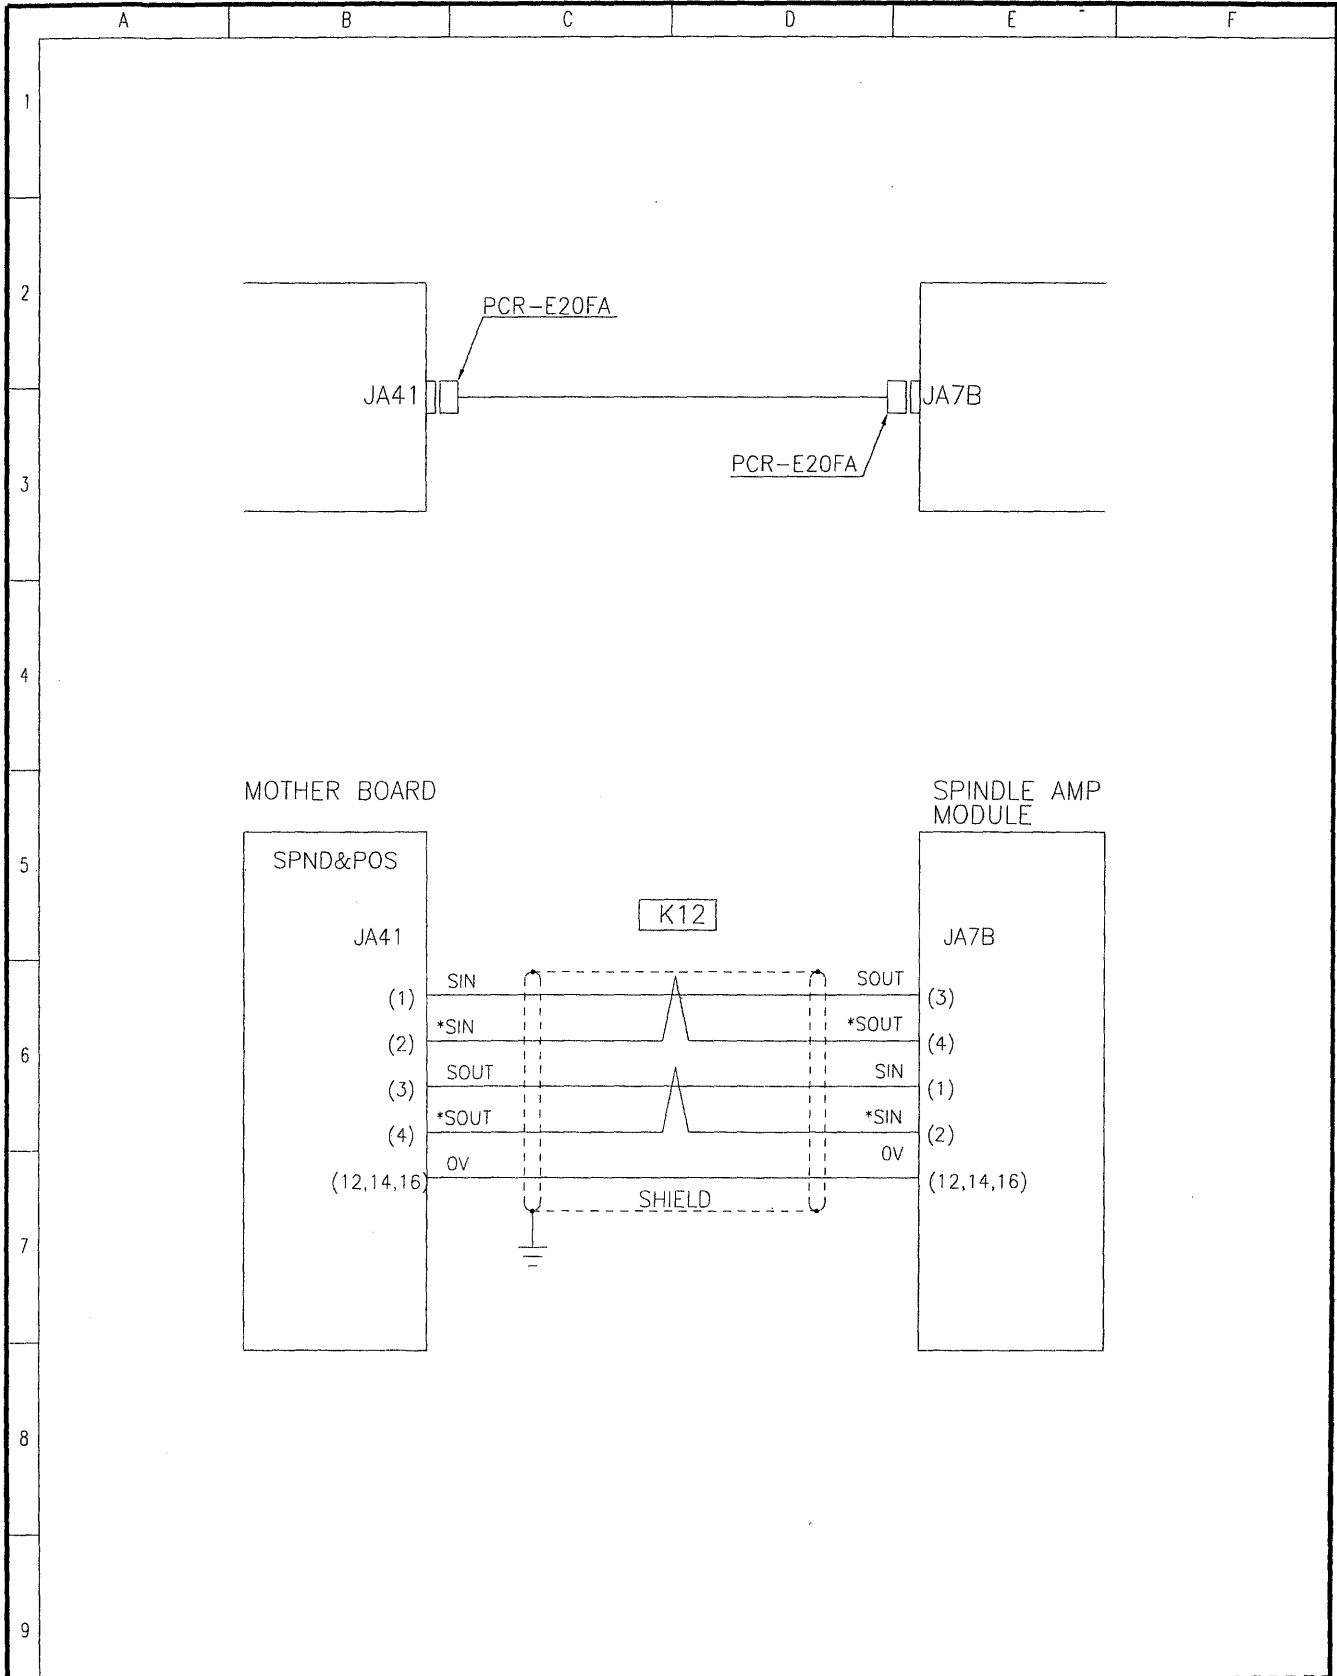 A B C D E F
1
2
PCR-E20FA
JA41 JA7B
PCR-E20FA
3
4
MOTHER BOARD SPINDLE AMP
MODULE
5
SPND&POS
K12
JA41 JA7B
SIN SOUT
(1) (3)
*SIN *SOUT
(2) (4)
6
SOUT SIN
(3) (1)
*SOUT *SIN
(4) (2)
0V 0V
(12,14,16) (12,14,16)
SHIELD
7
8
9